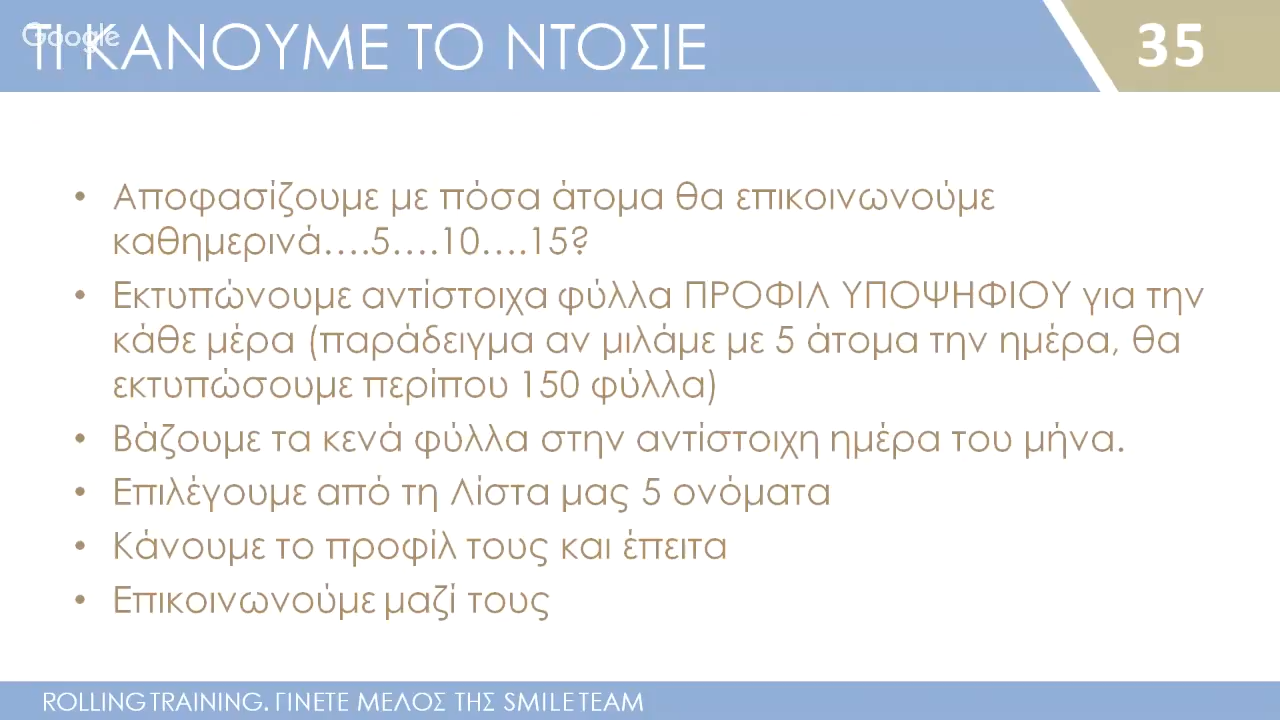 Google
ΤΙ ΚΑΝΟΥΜΕ ΤΟ ΝΤΟΣΙΕ
35
• Αποφασίζουμε με πόσα άτομα θα επικοινωνούμε
καθημερινά....5....10....15?
• Εκτυπώνουμε αντίστοιχα φύλλα ΠΡΟΦΙΛ ΥΠΟΨΗΦΙΟΥ για την
κάθε μέρα (παράδειγμα αν μιλάμε με 5 άτομα την ημέρα, θα
εκτυπώσουμε περίπου 150 φύλλα)
• Βάζουμε τα κενά φύλλα στην αντίστοιχη ημέρα του μήνα.
• Επιλέγουμε από τη Λίστα μας 5 ονόματα
• Κάνουμε το προφίλ τους και έπειτα
• Επικοινωνούμε μαζί τους
ROLLING TRAINING. ΓΙΝΕΤΕ ΜΕΛΟΣ ΤΗΣ SMILE TEAM